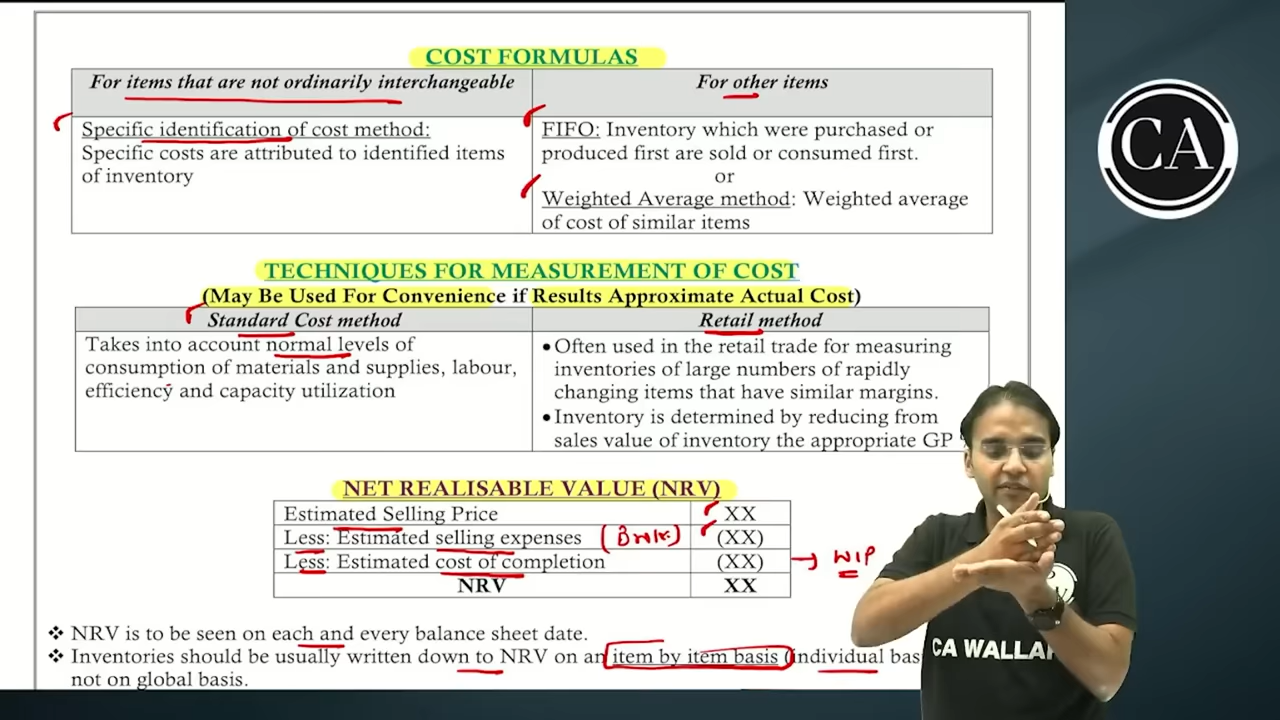 COST FORMULAS
For items that are not ordinarily interchangeable
For other items
Specific identification of cost method:
Specific costs are attributed to identified items
of inventory
FIFO: Inventory which were purchased or
produced first are sold or consumed first.
or
Weighted Average method: Weighted average
of cost of similar items
TECHNIQUES FOR MEASUREMENT OF COST
(May Be Used For Convenience if Results Approximate Actual Cost)
Standard Cost method
Retail method
Takes into account normal levels of
consumption of materials and supplies, labour,
efficiency and capacity utilization
• Often used in the retail trade for measuring
inventories of large numbers of rapidly
changing items that have similar margins.
• Inventory is determined by reducing from
sales value of inventory the appropriate GP
NET REALISABLE VALUE (NRV)
Estimated Selling Price XX
Less: Estimated selling expenses (XX)
Less: Estimated cost of completion (XX) → WIP
NRV XX
❖ NRV is to be seen on each and every balance sheet date.
❖ Inventories should be usually written down to NRV on an item by item basis (individual
not on global basis.
CA
CA WALLAH